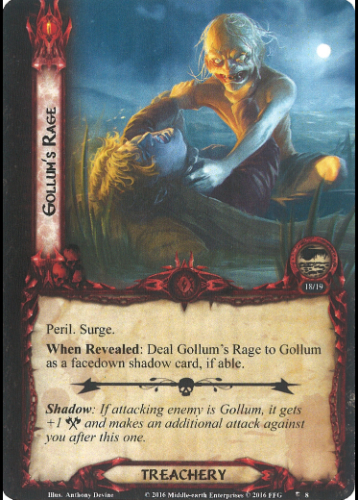 GOLLUM'S RAGE
18/19
Peril. Surge.
When Revealed: Deal Gollum's Rage to Gollum
as a facedown shadow card, if able.
Shadow: If attacking enemy is Gollum, it gets
+1 and makes an additional attack against
you after this one.
TREACHERY
Illus. Anthony Devine © 2016 Middle-earth Enterprises © 2016 FFG 8